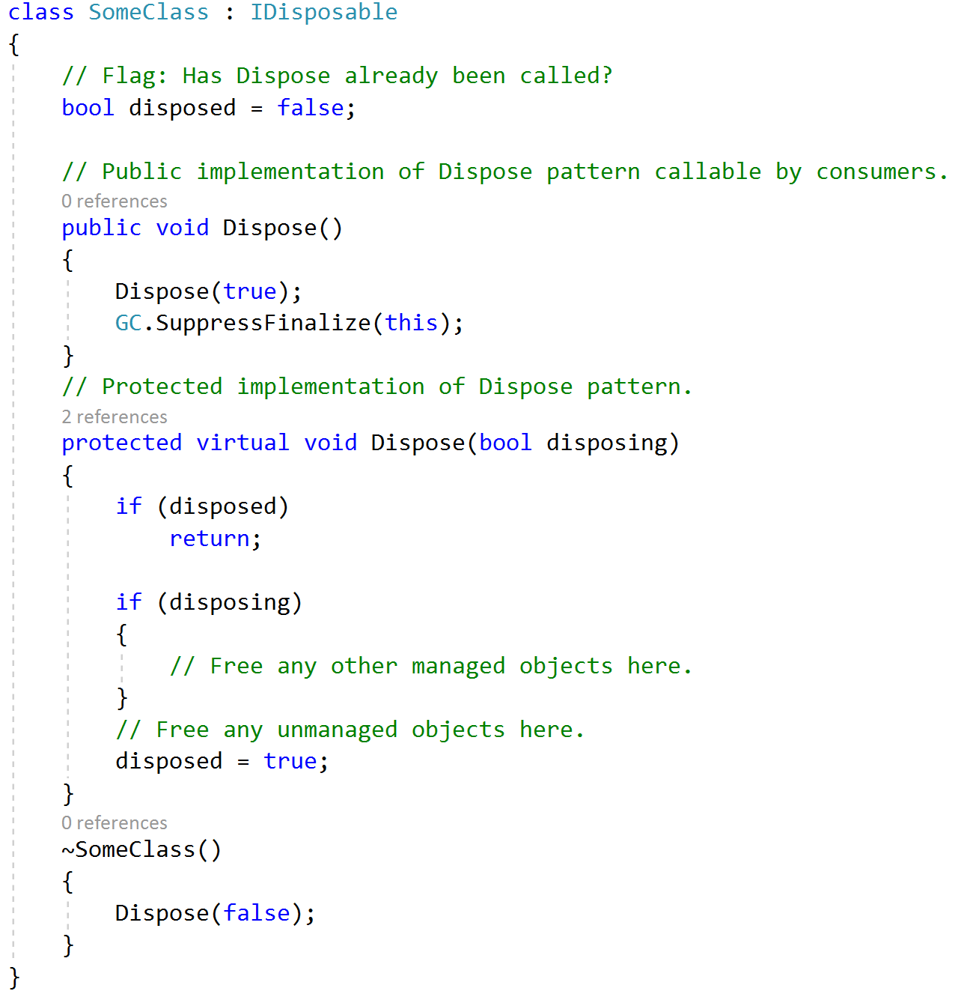 class SomeClass : IDisposable
{
    // Flag: Has Dispose already been called?
    bool disposed = false;

    // Public implementation of Dispose pattern callable by consumers.
    0 references
    public void Dispose()
    {
        Dispose(true);
        GC.SuppressFinalize(this);
    }
    // Protected implementation of Dispose pattern.
    2 references
    protected virtual void Dispose(bool disposing)
    {
        if (disposed)
            return;

        if (disposing)
        {
            // Free any other managed objects here.
        }
        // Free any unmanaged objects here.
        disposed = true;
    }
    0 references
    ~SomeClass()
    {
        Dispose(false);
    }
}